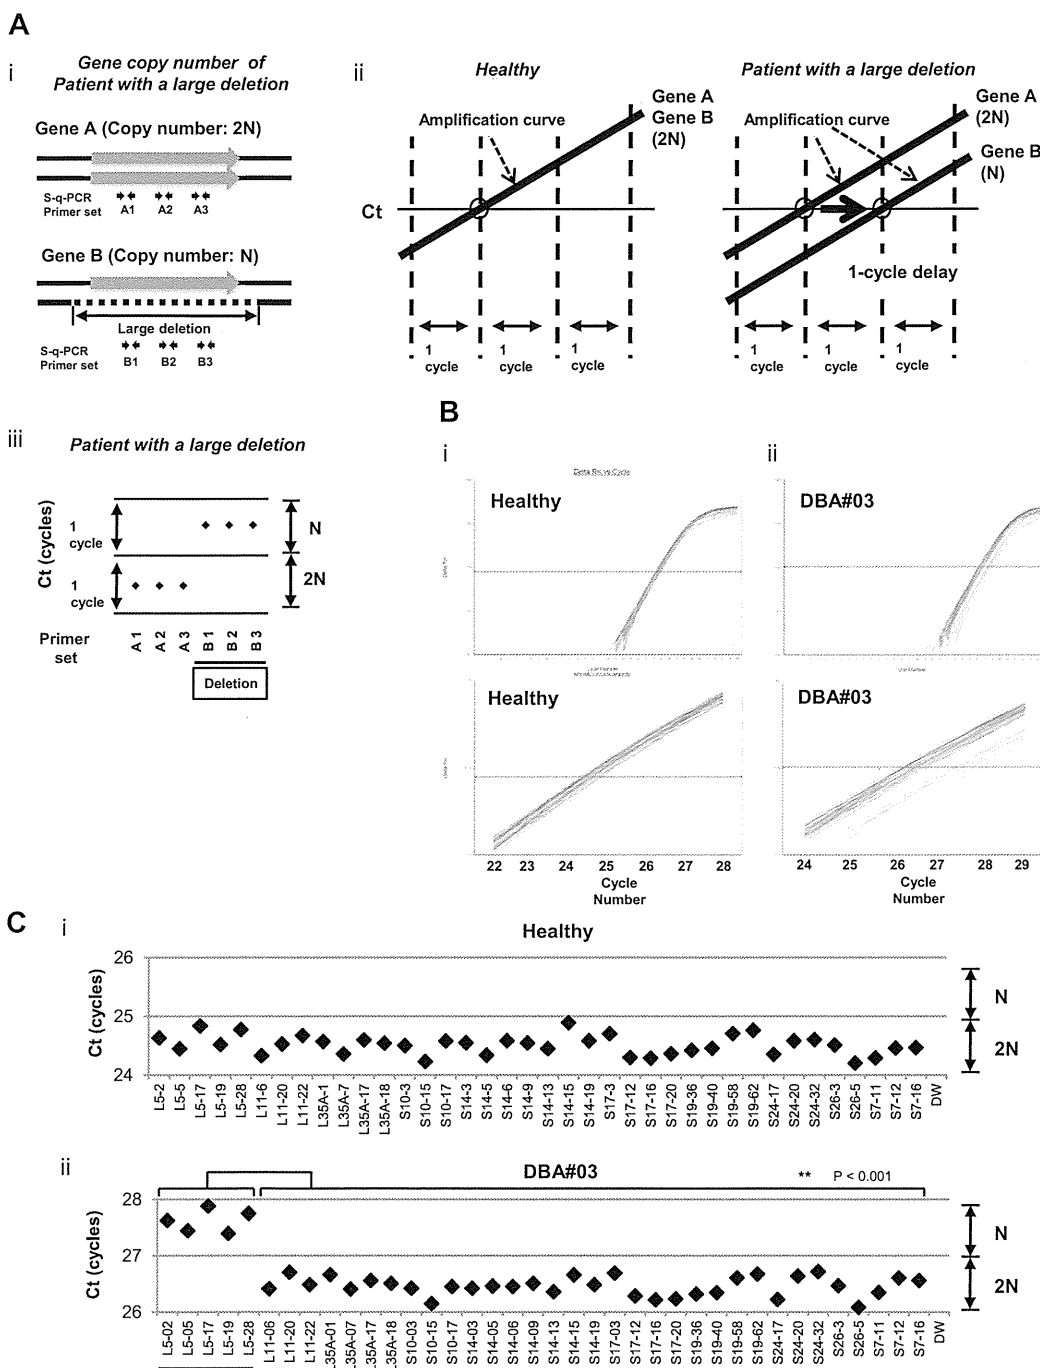 A
i
Gene copy number of
Patient with a large deletion
Gene A (Copy number: 2N)
S-q-PCR
Primer set
A1 A2 A3
Gene B (Copy number: N)
Large deletion
S-q-PCR
Primer set
B1 B2 B3
ii
Healthy
Amplification curve
Gene A
Gene B
(2N)
Ct
1
cycle
1
cycle
1
cycle
Patient with a large deletion
Amplification curve
Gene A
(2N)
Gene B
(N)
1-cycle delay
1
cycle
1
cycle
1
cycle
iii
Patient with a large deletion
Ct (cycles)
1
cycle
1
cycle
N
2N
Primer
set
A1 A2 A3 B1 B2 B3
Deletion
B
i
Healthy
ii
DBA#03
Healthy
22 23 24 25 26 27 28
Cycle
Number
DBA#03
24 25 26 27 28 29
Cycle
Number
C
i
Healthy
Ct (cycles)
26
25
24
N
2N
L5-2 L5-5 L5-17 L5-19 L5-28 L11-6 L11-20 L11-22 L35A-1 L35A-7 L35A-17 L35A-18 S10-3 S10-15 S10-17 S14-3 S14-5 S14-6 S14-9 S14-13 S14-15 S14-19 S17-3 S17-12 S17-16 S17-20 S19-36 S19-40 S19-58 S19-62 S24-17 S24-20 S24-32 S26-3 S26-5 S7-11 S7-12 S7-16 DW
ii
DBA#03
** P < 0.001
Ct (cycles)
28
27
26
N
2N
L5-02 L5-05 L5-17 L5-19 L5-28 L11-06 L11-20 L11-22 L35A-01 L35A-07 L35A-17 L35A-18 S10-03 S10-15 S10-17 S14-03 S14-05 S14-06 S14-09 S14-13 S14-15 S14-19 S17-03 S17-12 S17-16 S17-20 S19-36 S19-40 S19-58 S19-62 S24-17 S24-20 S24-32 S26-3 S26-5 S7-11 S7-12 S7-16 DW